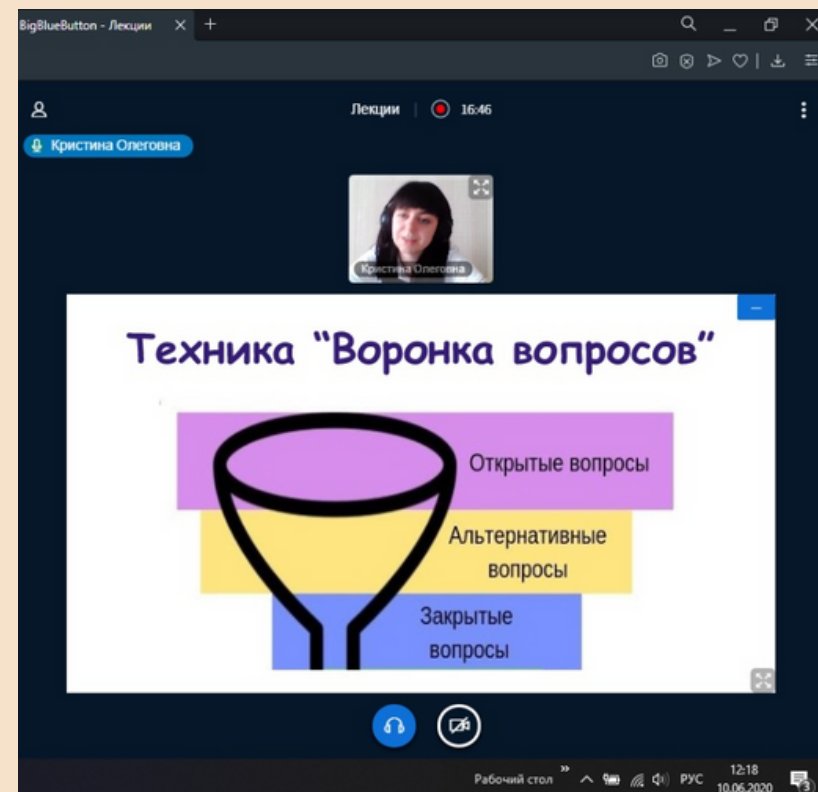 BigBlueButton - Лекции
Лекции
16:46
Кристина Олеговна
Кристина Олеговна
Техника “Воронка вопросов”
Открытые вопросы
Альтернативные
вопросы
Закрытые
вопросы
Рабочий стол
»
РУС
12:18
10.06.2020
3